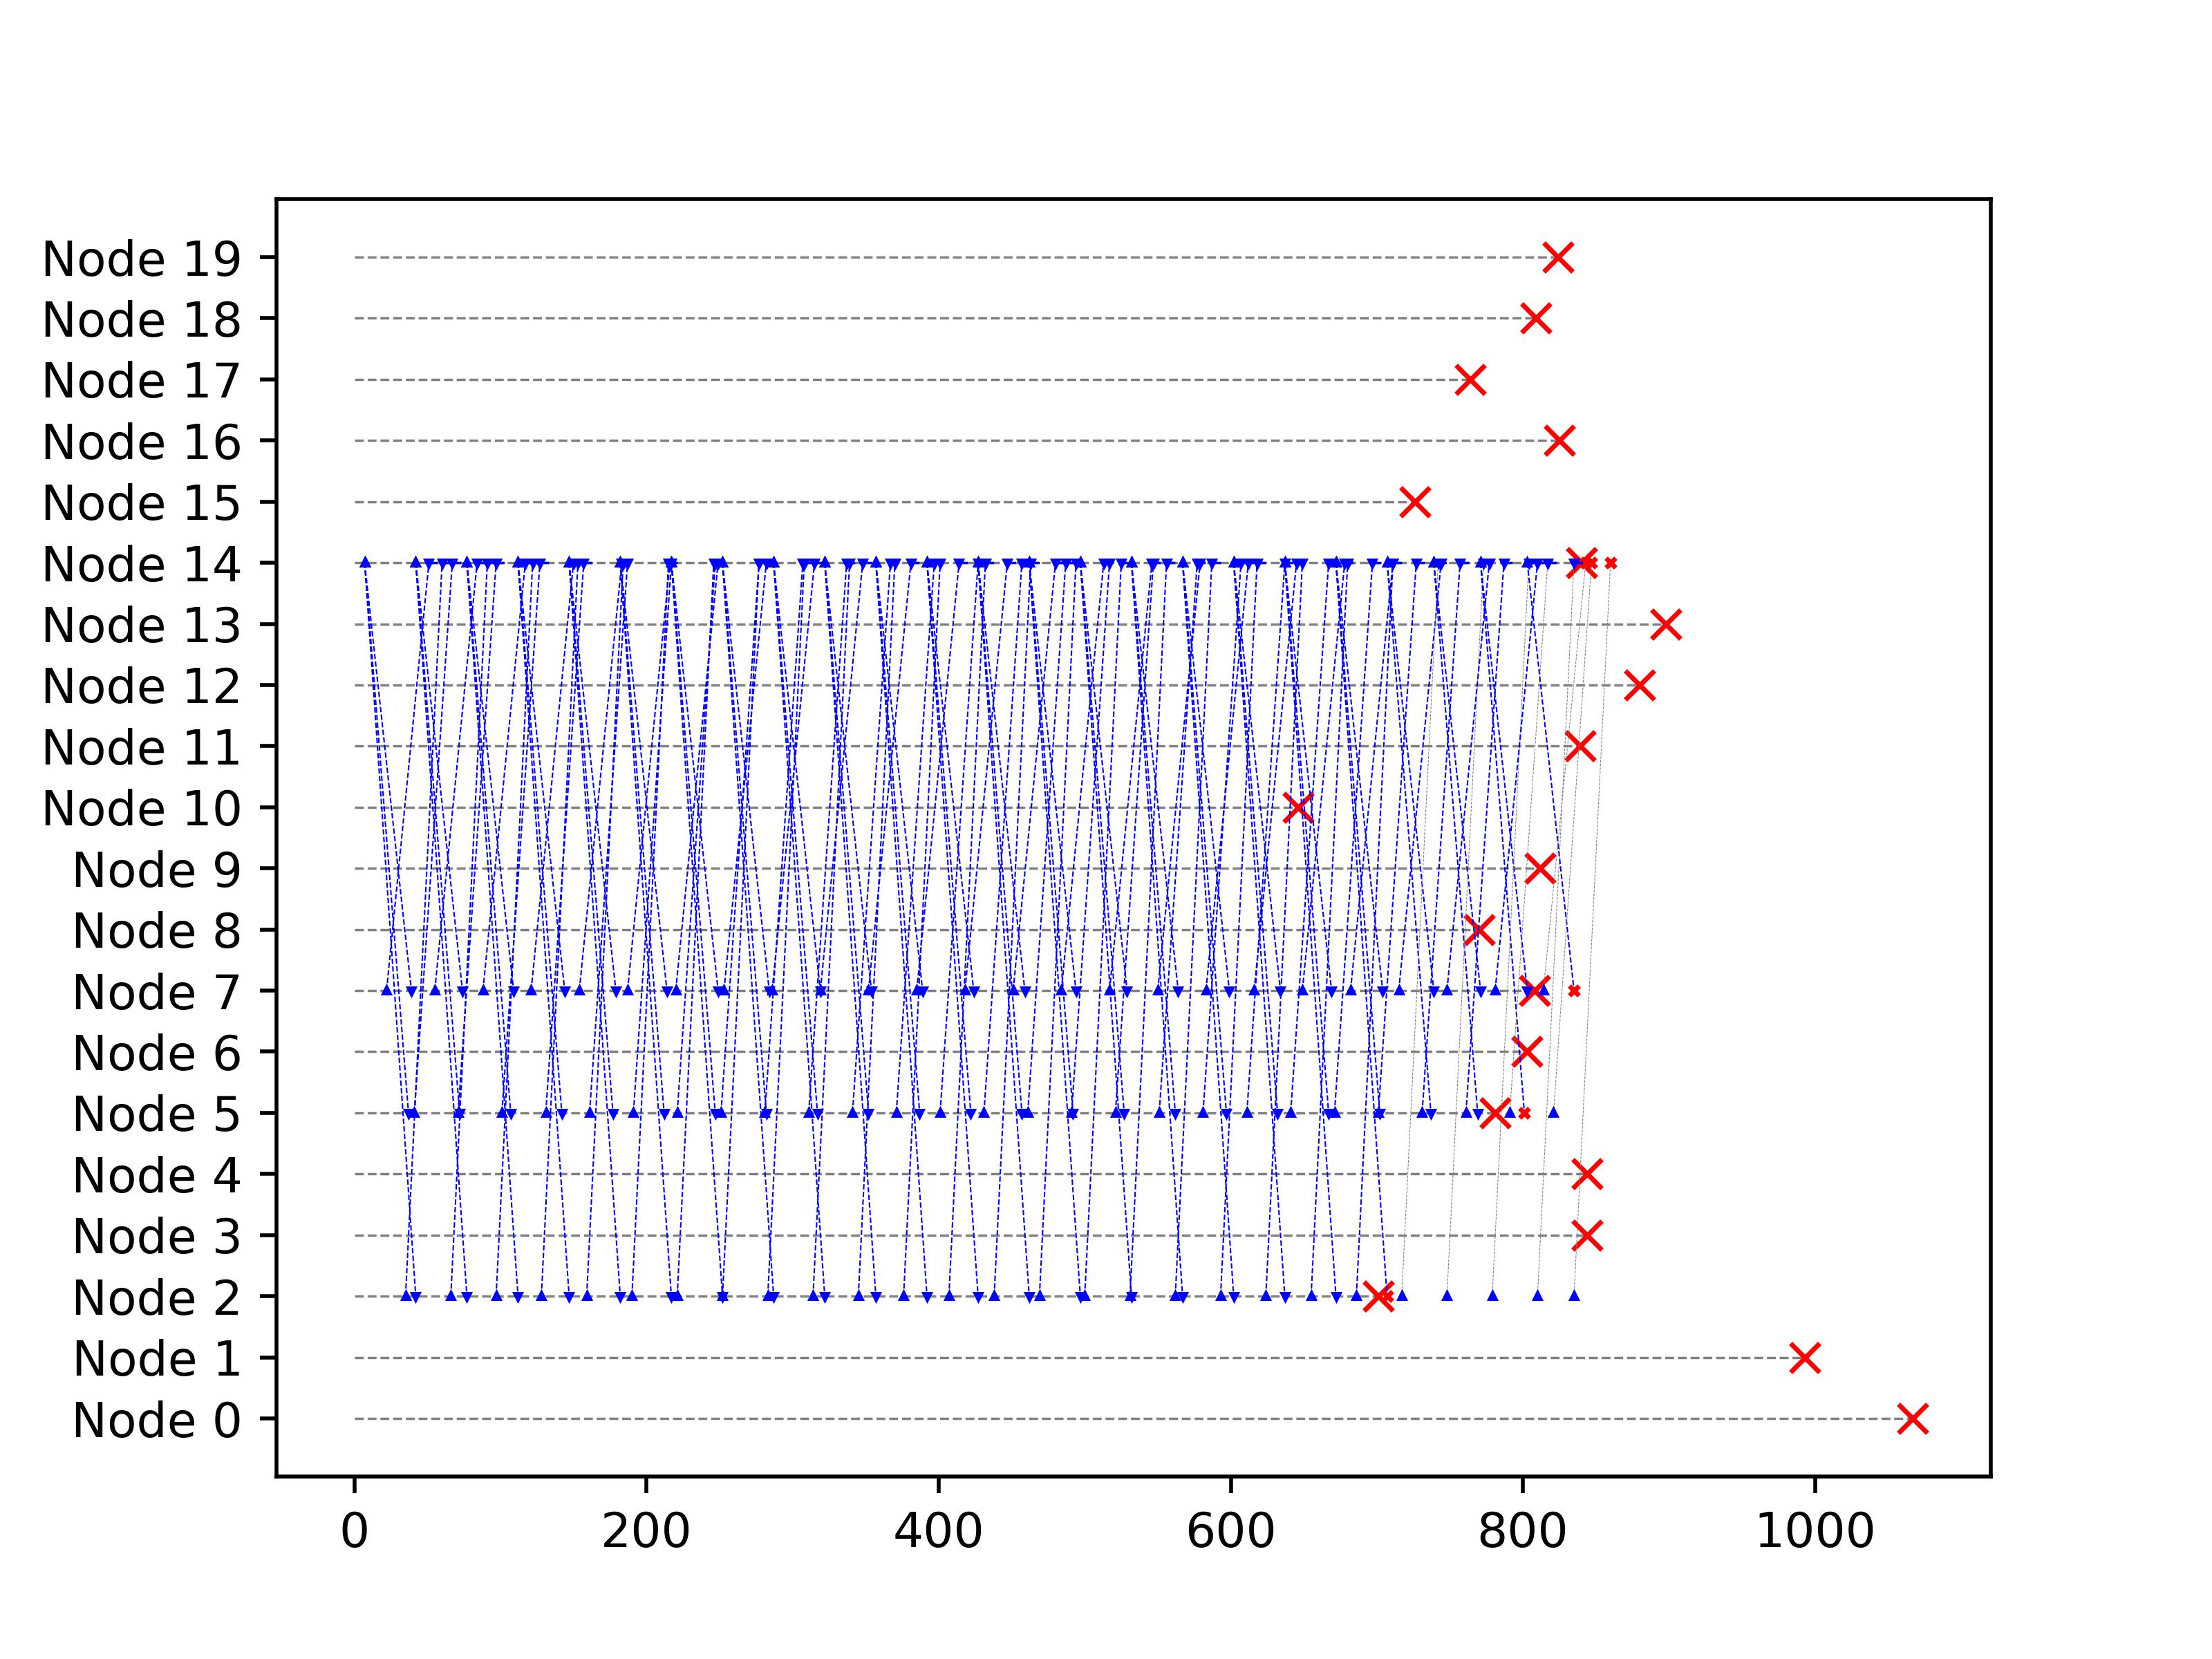 Node 19
Node 18
Node 17
Node 16
Node 15
Node 14
Node 13
Node 12
Node 11
Node 10
Node 9
Node 8
Node 7
Node 6
Node 5
Node 4
Node 3
Node 2
Node 1
Node 0
0 200 400 600 800 1000